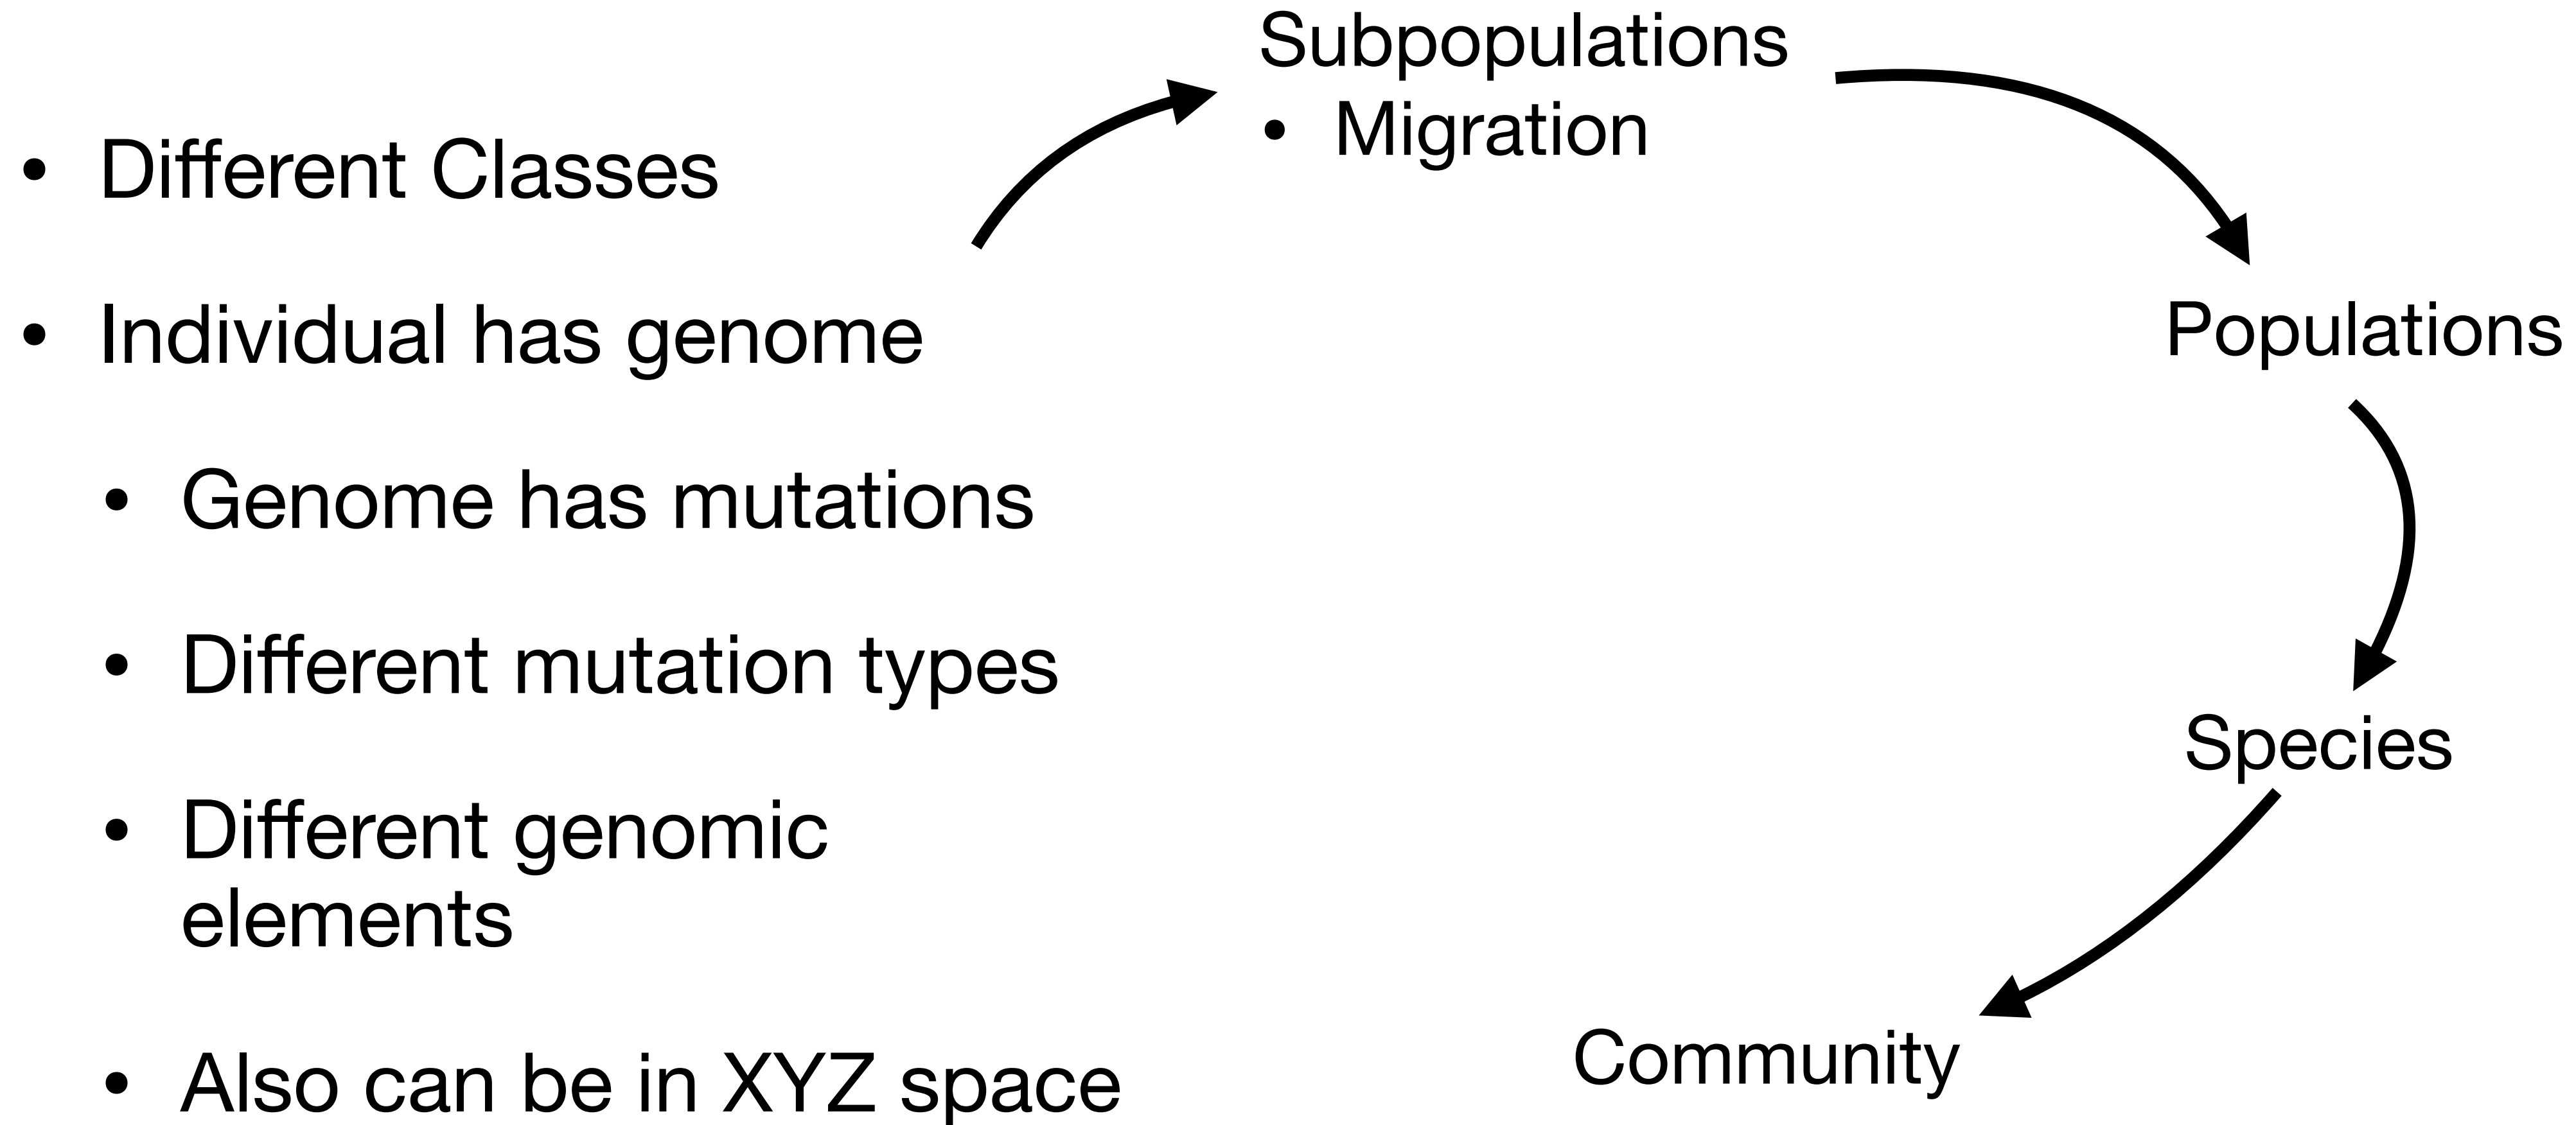 • Different Classes
• Individual has genome
• Genome has mutations
• Different mutation types
• Different genomic
elements
• Also can be in XYZ space
Subpopulations
• Migration
Populations
Species
Community